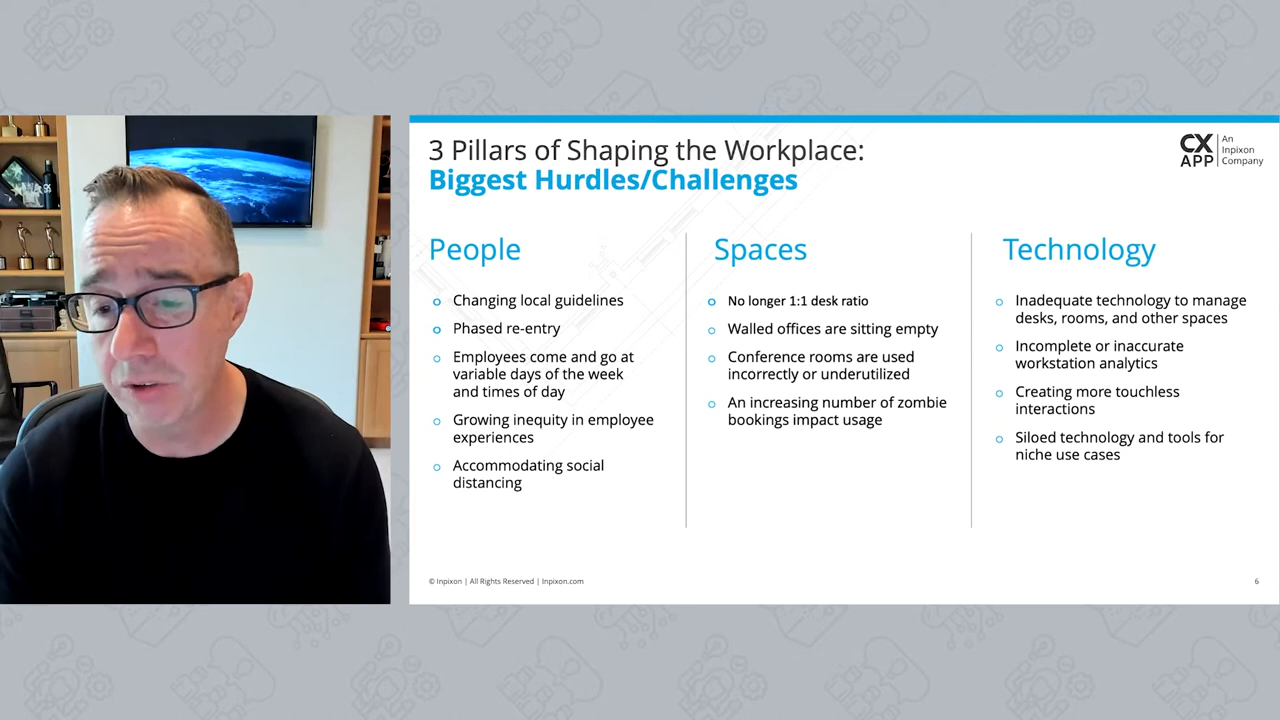 3 Pillars of Shaping the Workplace:
Biggest Hurdles/Challenges
CX
APP
An
Inpixon
Company
People
Changing local guidelines
Phased re-entry
Employees come and go at
variable days of the week
and times of day
Growing inequity in employee
experiences
Accommodating social
distancing
Spaces
No longer 1:1 desk ratio
Walled offices are sitting empty
Conference rooms are used
incorrectly or underutilized
An increasing number of zombie
bookings impact usage
Technology
Inadequate technology to manage
desks, rooms, and other spaces
Incomplete or inaccurate
workstation analytics
Creating more touchless
interactions
Siloed technology and tools for
niche use cases
© Inpixon | All Rights Reserved | Inpixon.com
6